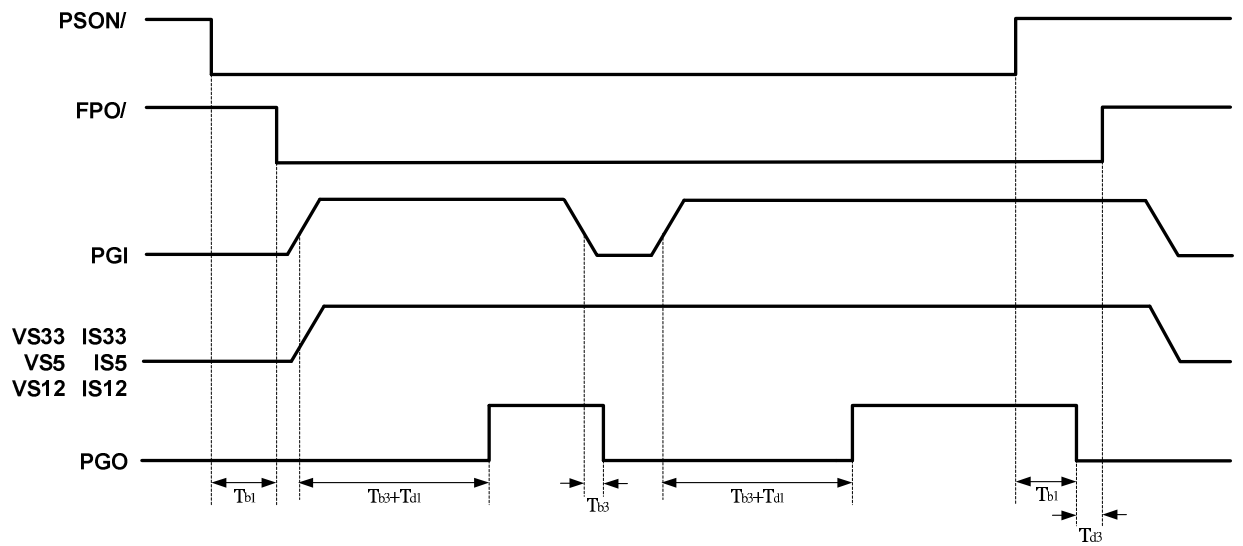 PSON/
FPO/
PGI
VS33 IS33
VS5 IS5
VS12 IS12
PGO
Tb1 Tb3+Td1 Tb3 Tb3+Td1 Tb1
Td3